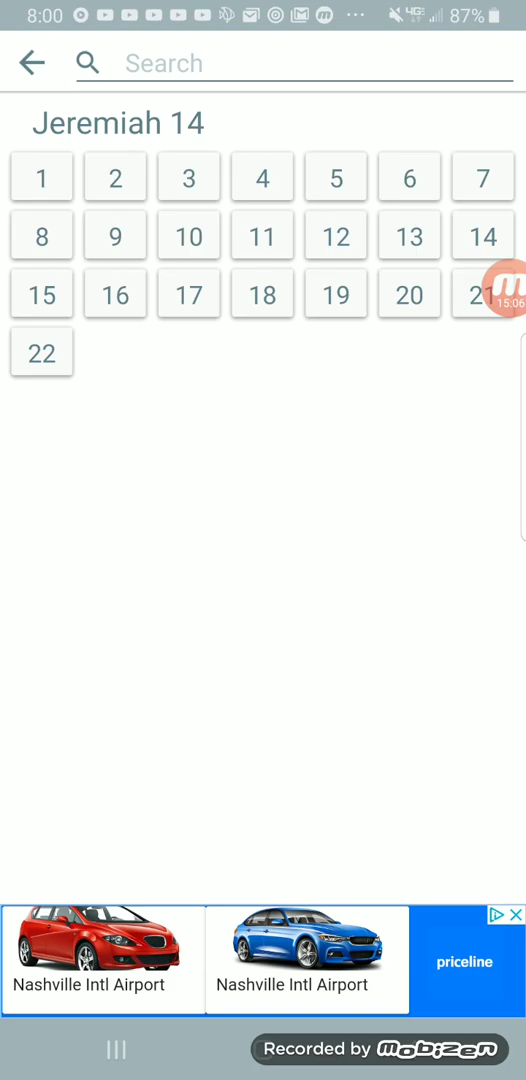 8:00 4G 87%
Search
Jeremiah 14
1 2 3 4 5 6 7
8 9 10 11 12 13 14
15 16 17 18 19 20 21
15:06
22
Nashville Intl Airport Nashville Intl Airport priceline
Recorded by mobizen